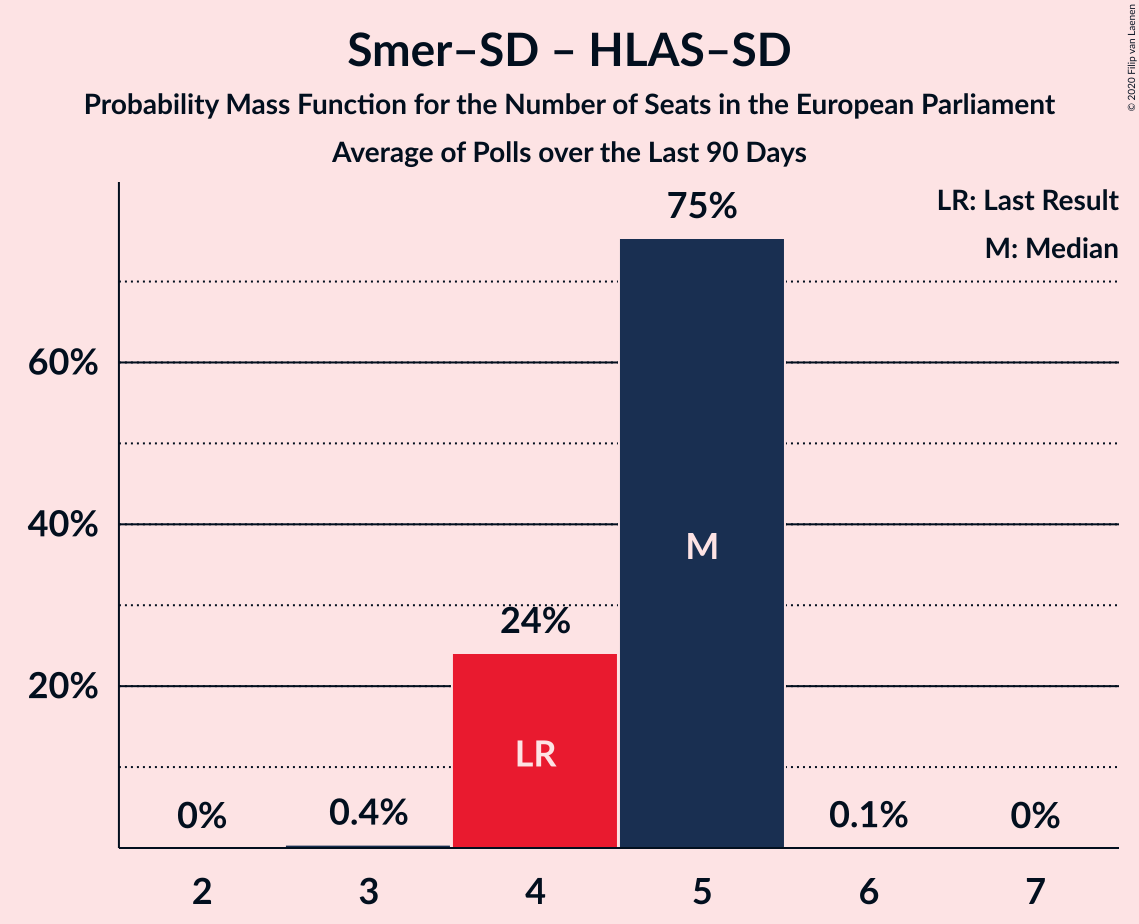 Smer–SD – HLAS–SD
Probability Mass Function for the Number of Seats in the European Parliament
Average of Polls over the Last 90 Days
© 2020 Filip van Laenen
LR: Last Result
M: Median
60%
40%
20%
0%
0.4%
24%
75%
0.1%
0%
LR
M
2 3 4 5 6 7